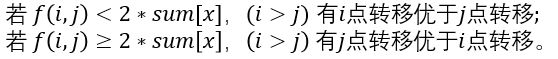 若 f(i,j) < 2 * sum[x], (i > j) 有i点转移优于j点转移;
若 f(i,j) ≥ 2 * sum[x], (i > j) 有j点转移优于i点转移。